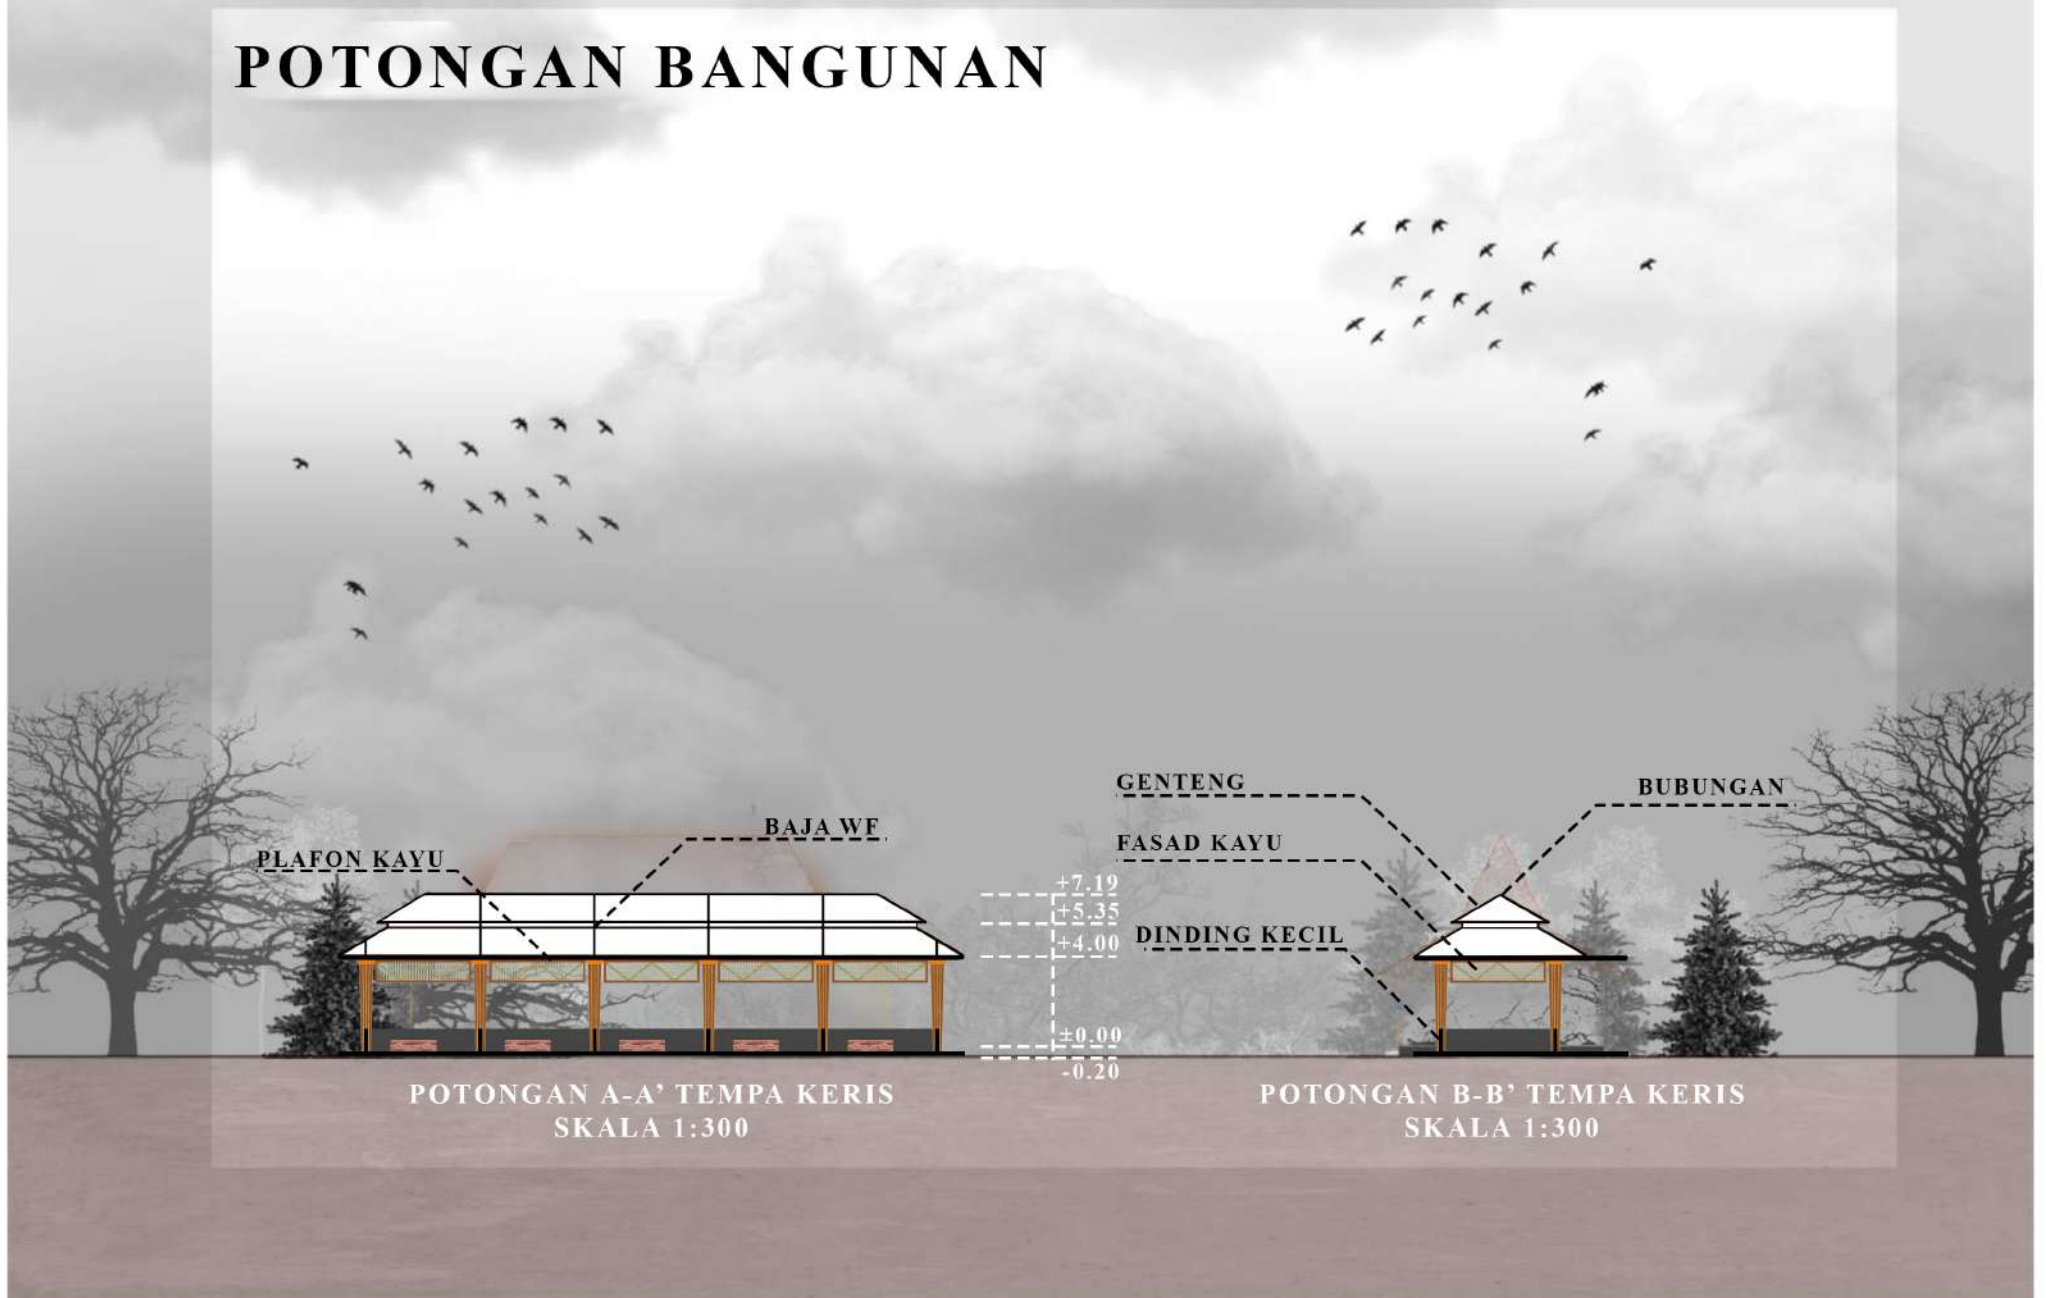 POTONGAN BANGUNAN
GENTENG
BUBUNGAN
BAJA WF
FASAD KAYU
PLAFON KAYU
+7.19
+5.35
DINDING KECIL
+4.00
±0.00
-0.20
POTONGAN A-A’ TEMPA KERIS
SKALA 1:300
POTONGAN B-B’ TEMPA KERIS
SKALA 1:300